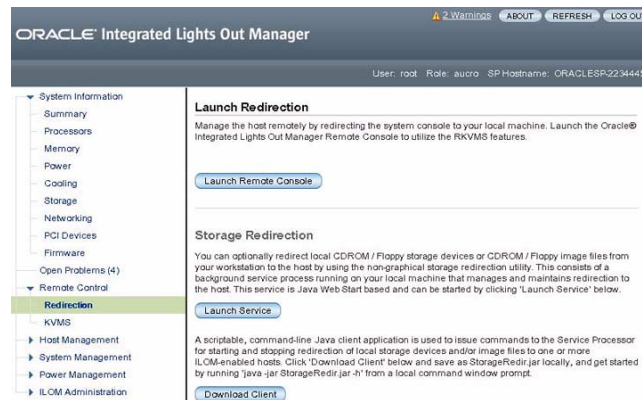 2 Warnings ABOUT REFRESH LOG OU
ORACLE® Integrated Lights Out Manager
User: root Role: aucro SP Hostname: ORACLESP-2234445
System Information
Summary
Processors
Memory
Power
Cooling
Storage
Networking
PCI Devices
Firmware
Open Problems (4)
Remote Control
Redirection
KVMS
Host Management
System Management
Power Management
ILOM Administration
Launch Redirection
Manage the host remotely by redirecting the system console to your local machine. Launch the Oracle®
Integrated Lights Out Manager Remote Console to utilize the RKVMS features.
Launch Remote Console
Storage Redirection
You can optionally redirect local CDROM / Floppy storage devices or CDROM / Floppy image files from
your workstation to the host by using the non-graphical storage redirection utility. This consists of a
background service process running on your local machine that manages and maintains redirection to
the host. This service is Java Web Start based and can be started by clicking 'Launch Service' below.
Launch Service
A scriptable, command-line Java client application is used to issue commands to the Service Processor
for starting and stopping redirection of local storage devices and/or image files to one or more
ILOM-enabled hosts. Click 'Download Client' below and save as StorageRedir.jar locally, and get started
by running 'java -jar StorageRedir.jar -h' from a local command window prompt.
Download Client